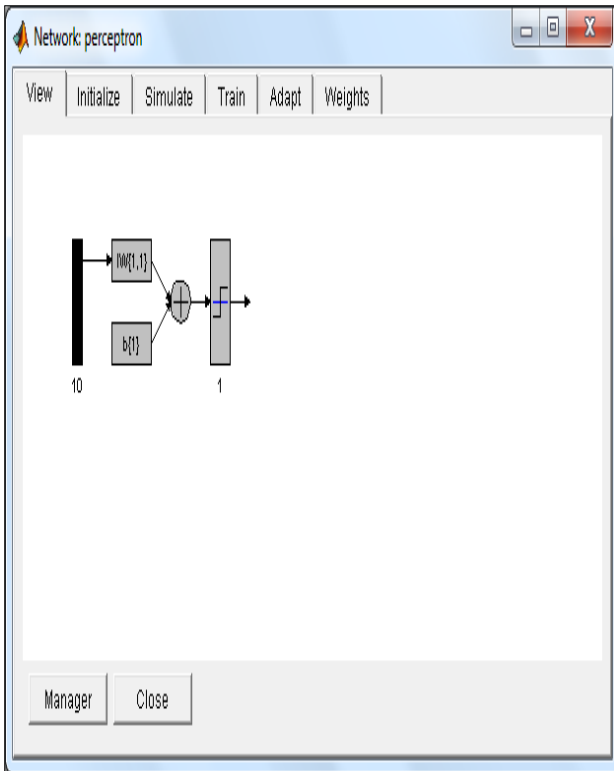 Network: perceptron
X
View Initialize Simulate Train Adapt Weights
IW{1,1}
b{1}
10 1
Manager Close